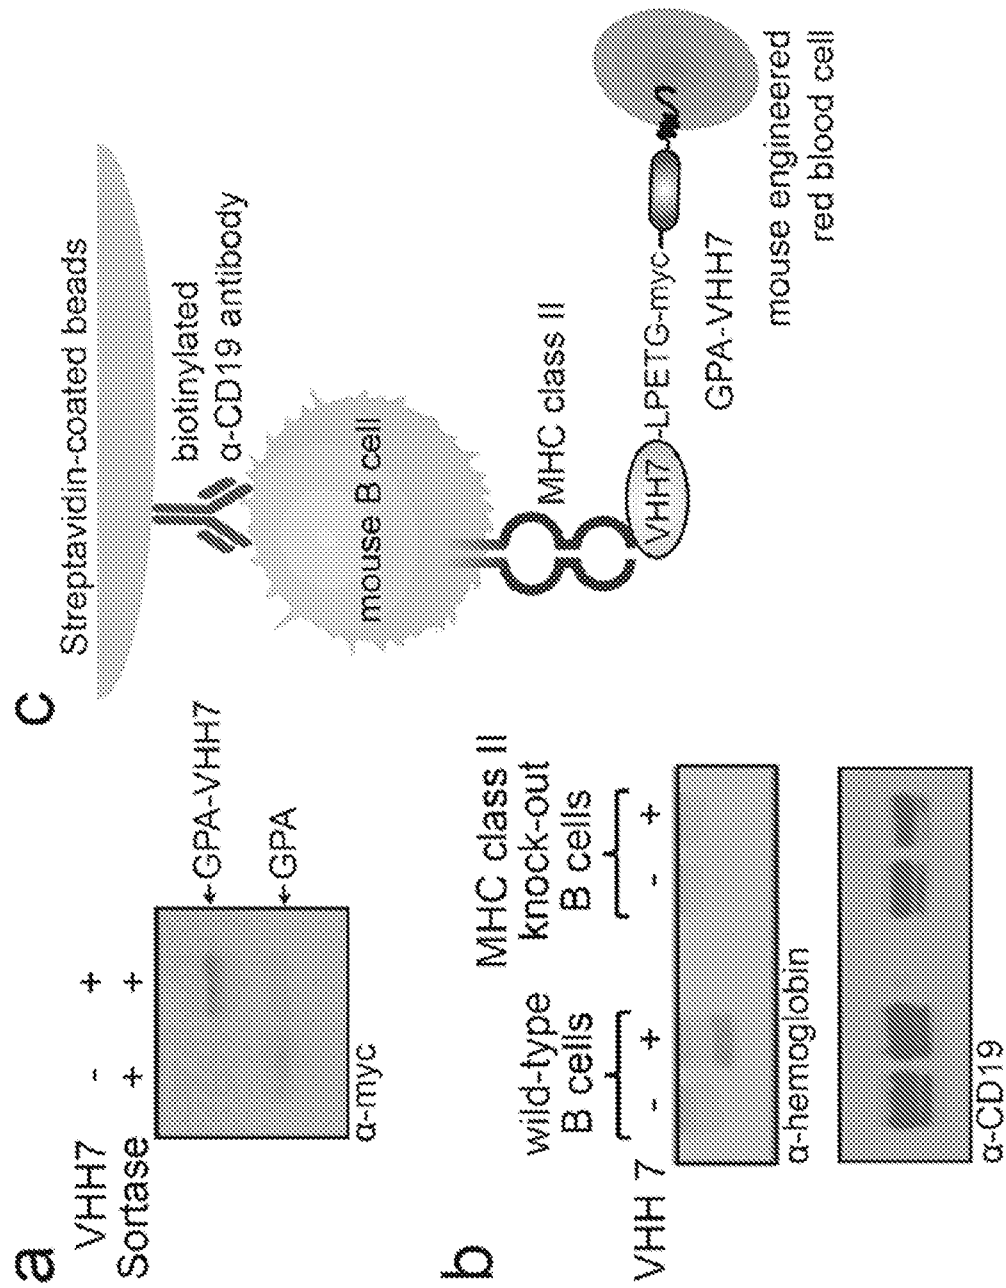 a
VHH7 - +
Sortase + +
←GPA-VHH7
←GPA
α-myc
b
wild-type
B cells
MHC class II
knock-out
B cells
VHH 7 - + - +
α-hemoglobin
α-CD19
c
Streptavidin-coated beads
biotinylated
α-CD19 antibody
mouse B cell
MHC class II
VHH7-LPETG-myc
GPA-VHH7
mouse engineered
red blood cell